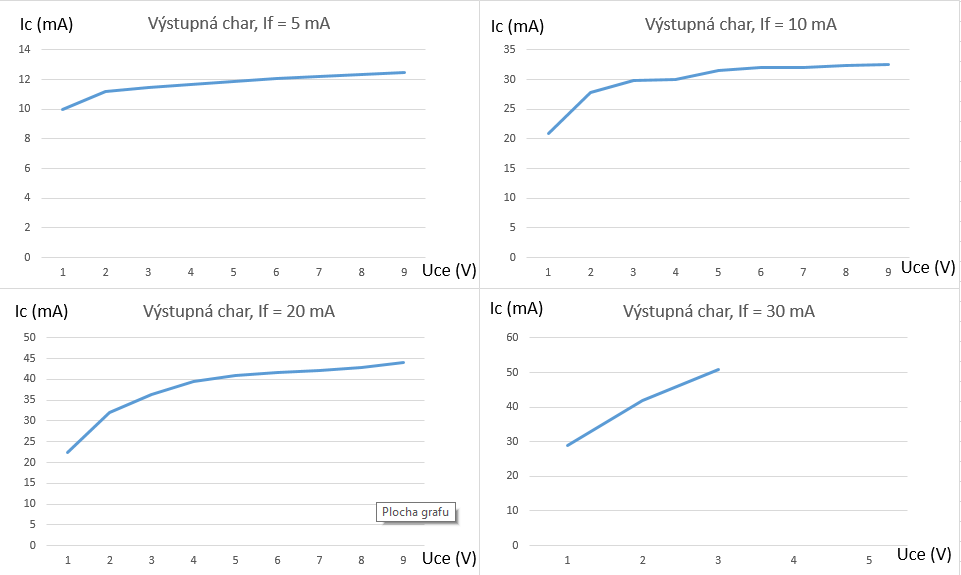 Ic (mA)
Výstupná char, If = 5 mA
14
12
10
8
6
4
2
0
1 2 3 4 5 6 7 8 9
Uce (V)
Ic (mA)
Výstupná char, If = 10 mA
35
30
25
20
15
10
5
0
1 2 3 4 5 6 7 8 9
Uce (V)
Ic (mA)
Výstupná char, If = 20 mA
50
45
40
35
30
25
20
15
10
5
0
Plocha grafu
1 2 3 4 5 6 7 8 9
Uce (V)
Ic (mA)
Výstupná char, If = 30 mA
60
50
40
30
20
10
0
1 2 3 4 5
Uce (V)